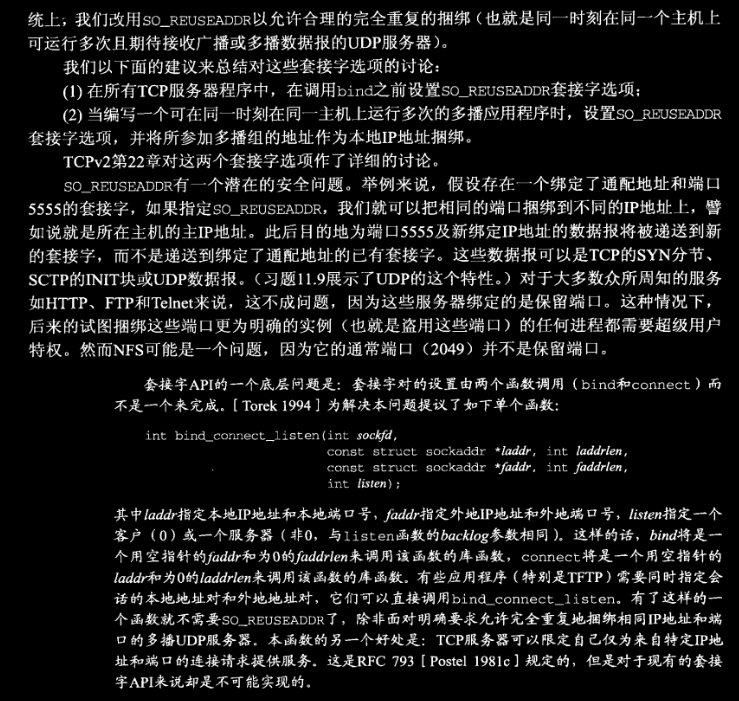 统上，我们改用SO_REUSEADDR以允许合理的完全重复的捆绑（也就是同一时刻在同一个主机上
可运行多次且期待接收广播或多播数据报的UDP服务器）。
我们以下面的建议来总结对这些套接字选项的讨论：
(1) 在所有TCP服务器程序中，在调用bind之前设置SO_REUSEADDR套接字选项；
(2) 当编写一个可在同一时刻在同一主机上运行多次的多播应用程序时，设置SO_REUSEADDR
套接字选项，并将所参加多播组的地址作为本地IP地址捆绑。
TCPv2第22章对这两个套接字选项作了详细的讨论。
SO_REUSEADDR有一个潜在的安全问题。举例来说，假设存在一个绑定了通配地址和端口
5555的套接字，如果指定SO_REUSEADDR，我们就可以把相同的端口捆绑到不同的IP地址上，譬
如说就是所在主机的主IP地址。此后目的地为端口5555及新绑定IP地址的数据报将被递送到新
的套接字，而不是递送到绑定了通配地址的已有套接字。这些数据报可以是TCP的SYN分节、
SCTP的INIT块或UDP数据报。（习题11.9展示了UDP的这个特性。）对于大多数众所周知的服务
如HTTP、FTP和Telnet来说，这不成问题，因为这些服务器绑定的是保留端口。这种情况下，
后来的试图捆绑这些端口更为明确的实例（也就是盗用这些端口）的任何进程都需要超级用户
特权。然而NFS可能是一个问题，因为它的通常端口（2049）并不是保留端口。
套接字API的一个底层问题是：套接字对的设置由两个函数调用（bind和connect）而
不是一个来完成。[Torek 1994]为解决本问题提议了如下单个函数：
int bind_connect_listen(int sockfd,
const struct sockaddr *laddr, int laddrlen,
const struct sockaddr *faddr, int faddrlen,
int listen);
其中laddr指定本地IP地址和本地端口号，faddr指定外地IP地址和外地端口号，listen指定一个
客户（0）或一个服务器（非0，与listen函数的backlog参数相同）。这样的话，bind将是一
个用空指针的faddr和为0的faddrlen来调用该函数的库函数，connect将是一个用空指针的
laddr和为0的laddrlen来调用该函数的库函数。有些应用程序（特别是TFTP）需要同时指定会
话的本地地址对和外地地址对，它们可以直接调用bind_connect_listen。有了这样的一
个函数就不需要SO_REUSEADDR了，除非面对明确要求允许完全重复地捆绑相同IP地址和端
口的多播UDP服务器。本函数的另一个好处是：TCP服务器可以限定自己仅为来自特定IP地
址和端口的连接请求提供服务。这是RFC 793 [Postel 1981c]规定的，但是对于现有的套接
字API来说却是不可能实现的。